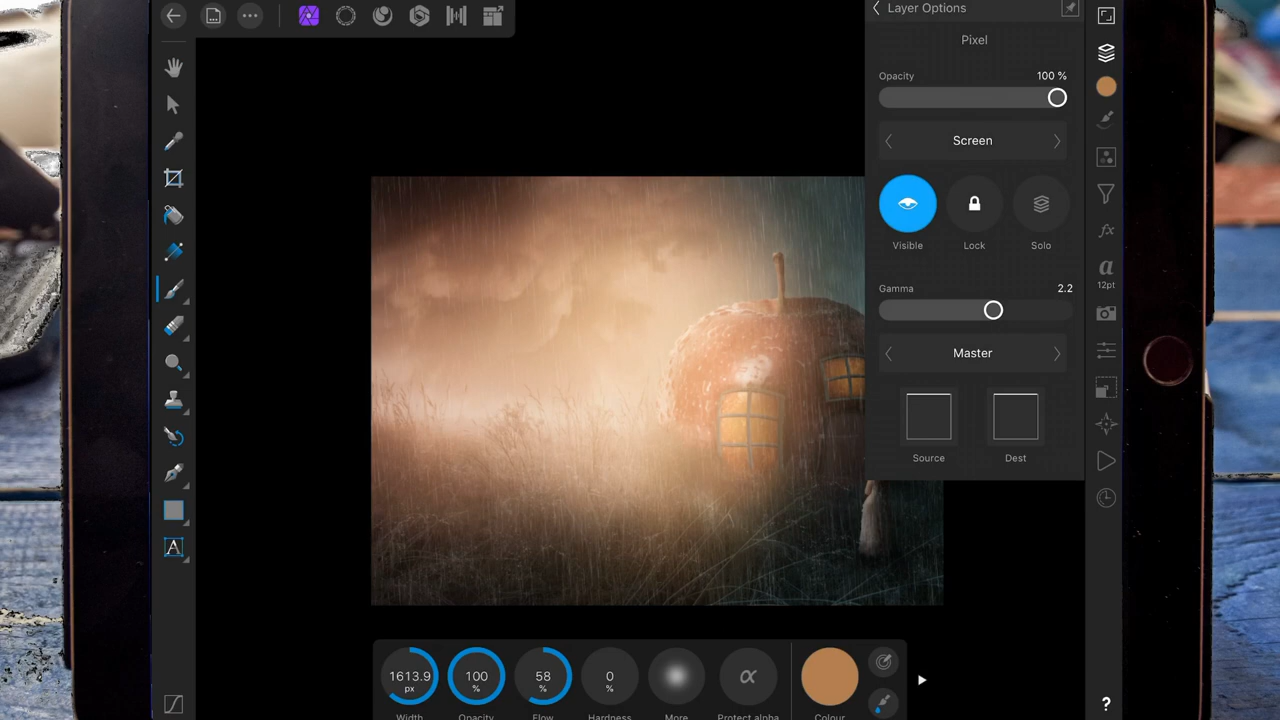 Layer Options
Pixel
Opacity
100 %
Screen
Visible
Lock
Solo
Gamma
2.2
Master
Source
Dest
12pt
A
1613.9
px
100
%
58
%
0
%
Width
Opacity
Flow
Hardness
More
Protect alpha
Colour
?